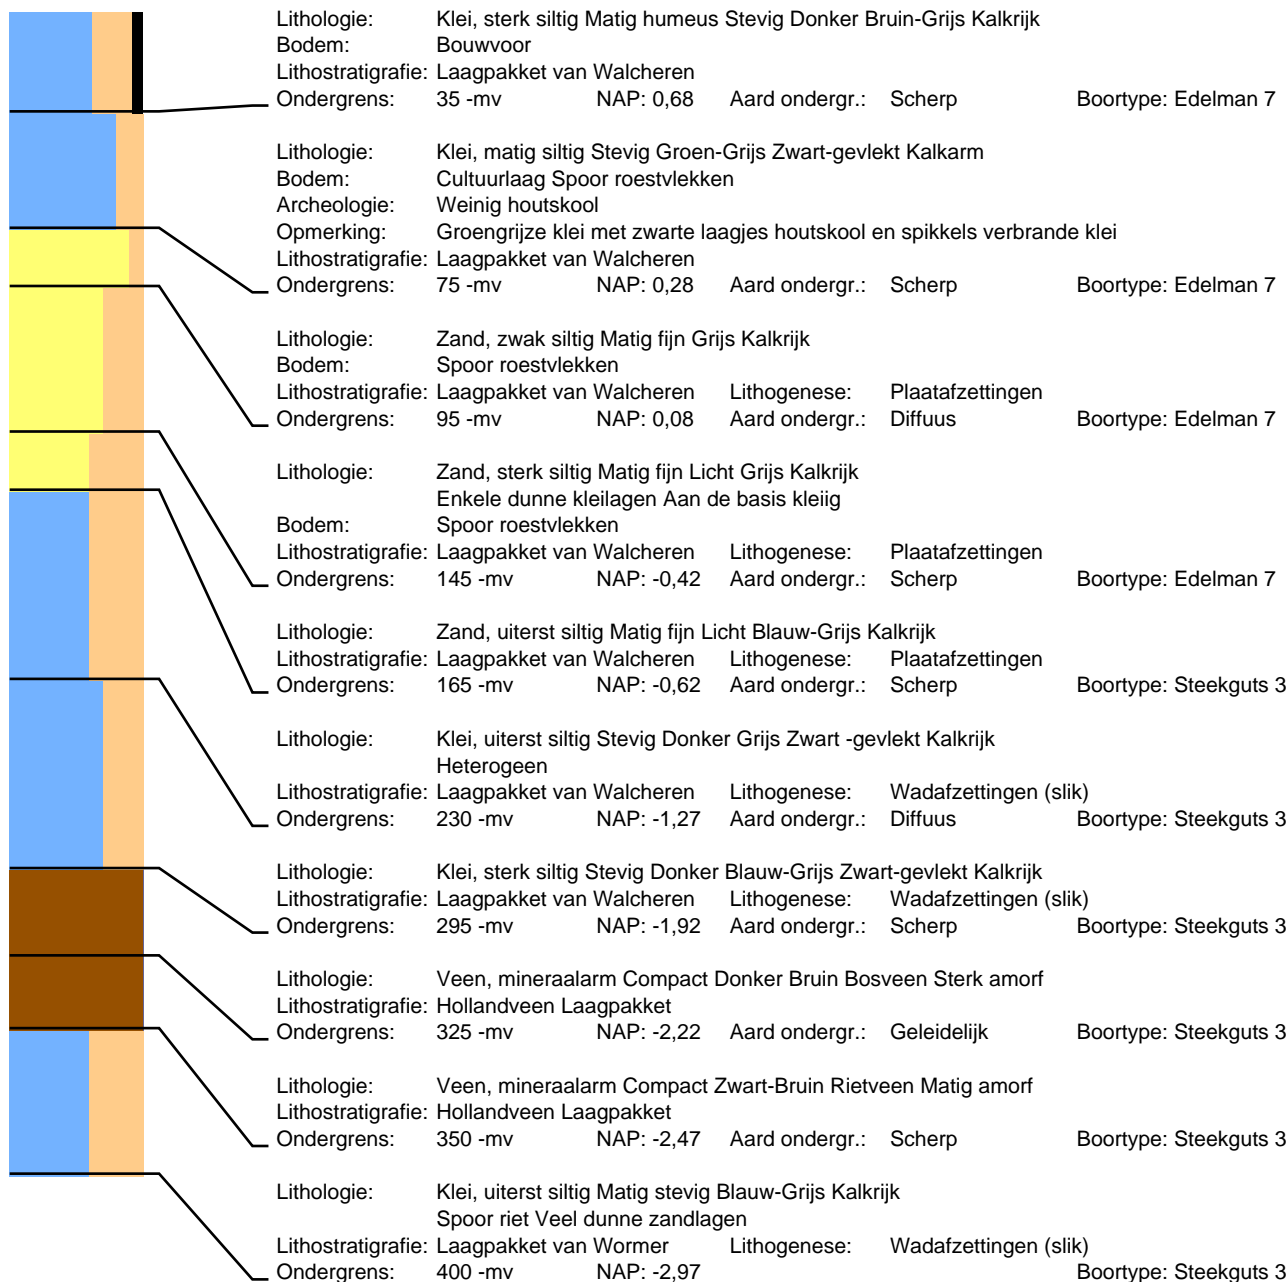 Lithologie: Klei, sterk siltig Matig humeus Stevig Donker Bruin-Grijs Kalkrijk
Bodem: Bouwvoor
Lithostratigrafie: Laagpakket van Walcheren
Ondergrens: 35 -mv NAP: 0,68 Aard ondergr.: Scherp Boortype: Edelman 7
Lithologie: Klei, matig siltig Stevig Groen-Grijs Zwart-gevlekt Kalkarm
Bodem: Cultuurlaag Spoor roestvlekken
Archeologie: Weinig houtskool
Opmerking: Groengrijze klei met zwarte laagjes houtskool en spikkels verbrande klei
Lithostratigrafie: Laagpakket van Walcheren
Ondergrens: 75 -mv NAP: 0,28 Aard ondergr.: Scherp Boortype: Edelman 7
Lithologie: Zand, zwak siltig Matig fijn Grijs Kalkrijk
Bodem: Spoor roestvlekken
Lithostratigrafie: Laagpakket van Walcheren Lithogenese: Plaatafzettingen
Ondergrens: 95 -mv NAP: 0,08 Aard ondergr.: Diffuus Boortype: Edelman 7
Lithologie: Zand, sterk siltig Matig fijn Licht Grijs Kalkrijk
Enkele dunne kleilagen Aan de basis kleiig
Bodem: Spoor roestvlekken
Lithostratigrafie: Laagpakket van Walcheren Lithogenese: Plaatafzettingen
Ondergrens: 145 -mv NAP: -0,42 Aard ondergr.: Scherp Boortype: Edelman 7
Lithologie: Zand, uiterst siltig Matig fijn Licht Blauw-Grijs Kalkrijk
Lithostratigrafie: Laagpakket van Walcheren Lithogenese: Plaatafzettingen
Ondergrens: 165 -mv NAP: -0,62 Aard ondergr.: Scherp Boortype: Steekguts 3
Lithologie: Klei, uiterst siltig Stevig Donker Grijs Zwart -gevlekt Kalkrijk
Heterogeen
Lithostratigrafie: Laagpakket van Walcheren Lithogenese: Wadafzettingen (slik)
Ondergrens: 230 -mv NAP: -1,27 Aard ondergr.: Diffuus Boortype: Steekguts 3
Lithologie: Klei, sterk siltig Stevig Donker Blauw-Grijs Zwart-gevlekt Kalkrijk
Lithostratigrafie: Laagpakket van Walcheren Lithogenese: Wadafzettingen (slik)
Ondergrens: 295 -mv NAP: -1,92 Aard ondergr.: Scherp Boortype: Steekguts 3
Lithologie: Veen, mineraalarm Compact Donker Bruin Bosveen Sterk amorf
Lithostratigrafie: Hollandveen Laagpakket
Ondergrens: 325 -mv NAP: -2,22 Aard ondergr.: Geleidelijk Boortype: Steekguts 3
Lithologie: Veen, mineraalarm Compact Zwart-Bruin Rietveen Matig amorf
Lithostratigrafie: Hollandveen Laagpakket
Ondergrens: 350 -mv NAP: -2,47 Aard ondergr.: Scherp Boortype: Steekguts 3
Lithologie: Klei, uiterst siltig Matig stevig Blauw-Grijs Kalkrijk
Spoor riet Veel dunne zandlagen
Lithostratigrafie: Laagpakket van Wormer Lithogenese: Wadafzettingen (slik)
Ondergrens: 400 -mv NAP: -2,97 Boortype: Steekguts 3